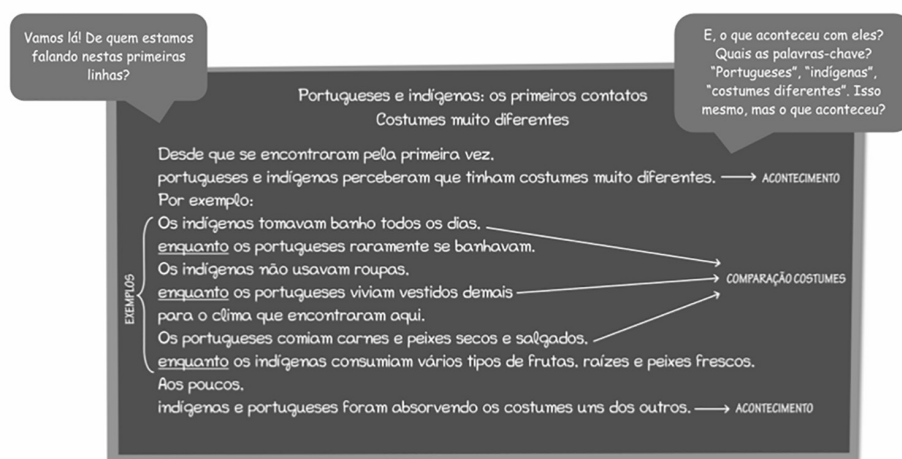 Vamos lá! De quem estamos
falando nestas primeiras
linhas?
E, o que aconteceu com eles?
Quais as palavras-chave?
“Portugueses”, “indígenas”,
“costumes diferentes”. Isso
mesmo, mas o que aconteceu?
Portugueses e indígenas: os primeiros contatos
Costumes muito diferentes
Desde que se encontraram pela primeira vez,
portugueses e indígenas perceberam que tinham costumes muito diferentes. ACONTECIMENTO
Por exemplo:
EXEMPLOS
Os indígenas tomavam banho todos os dias,
enquanto os portugueses raramente se banhavam.
Os indígenas não usavam roupas,
COMPARAÇÃO COSTUMES
enquanto os portugueses viviam vestidos demais
para o clima que encontraram aqui.
Os portugueses comiam carnes e peixes secos e salgados,
enquanto os indígenas consumiam vários tipos de frutas, raízes e peixes frescos.
Aos poucos,
indígenas e portugueses foram absorvendo os costumes uns dos outros. ACONTECIMENTO